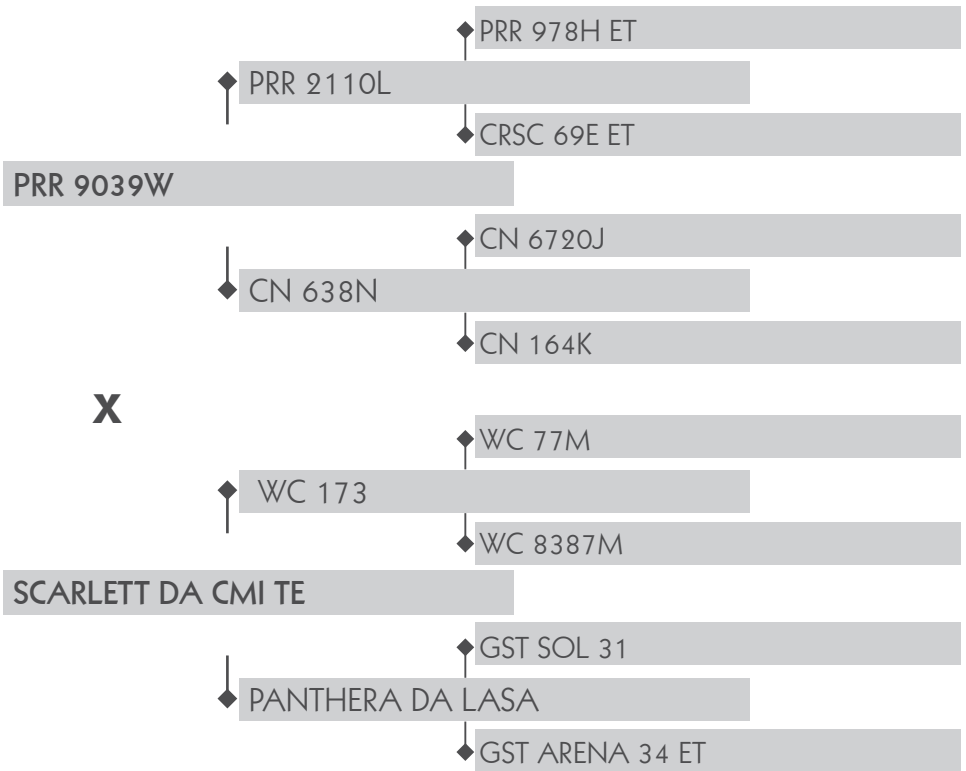 PRR 978H ET
PRR 2110L
CRSC 69E ET
PRR 9039W
CN 6720J
CN 638N
CN 164K
X
WC 77M
WC 173
WC 8387M
SCARLETT DA CMI TE
GST SOL 31
PANTHERA DA LASA
GST ARENA 34 ET